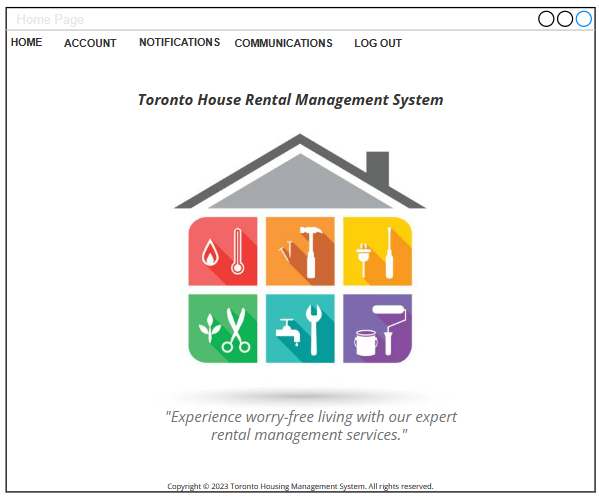 Home Page
HOME ACCOUNT NOTIFICATIONS COMMUNICATIONS LOG OUT
Toronto House Rental Management System
"Experience worry-free living with our expert
rental management services."
Copyright © 2023 Toronto Housing Management System. All rights reserved.